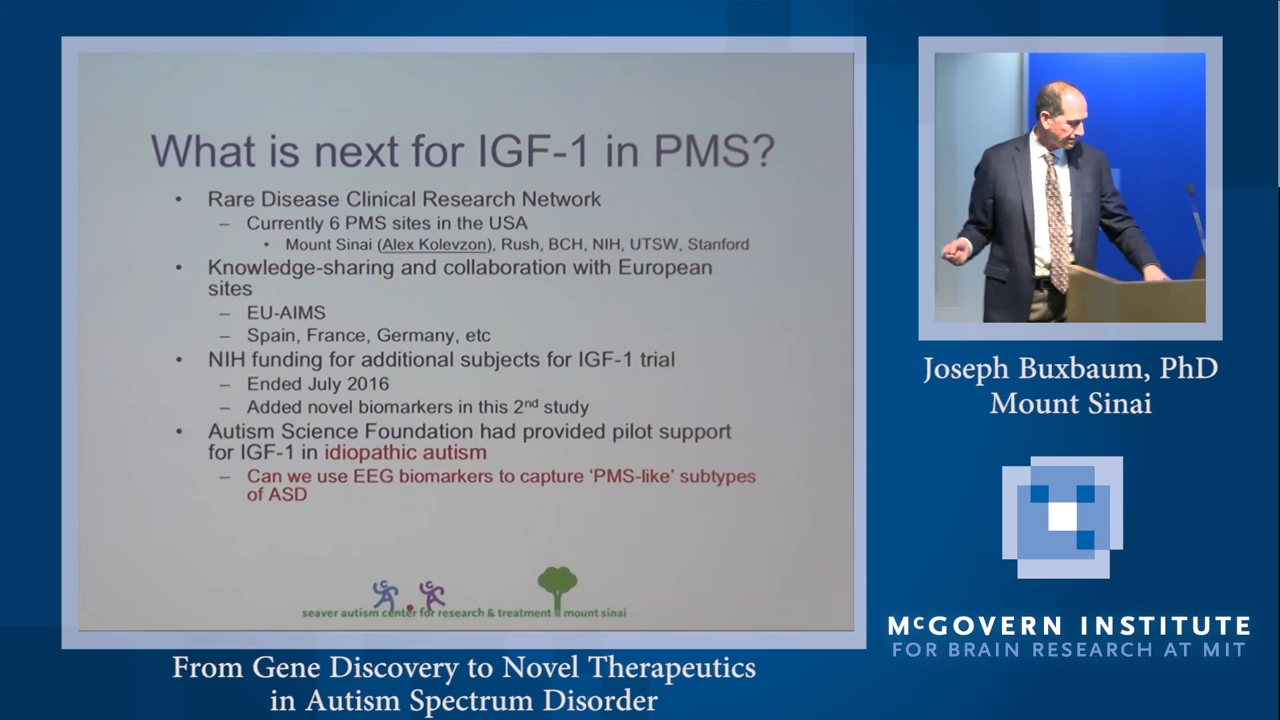 What is next for IGF-1 in PMS?
• Rare Disease Clinical Research Network
– Currently 6 PMS sites in the USA
• Mount Sinai (Alex Kolevzon), Rush, BCH, NIH, UTSW, Stanford
• Knowledge-sharing and collaboration with European
sites
– EU-AIMS
– Spain, France, Germany, etc
• NIH funding for additional subjects for IGF-1 trial
– Ended July 2016
– Added novel biomarkers in this 2nd study
• Autism Science Foundation had provided pilot support
for IGF-1 in idiopathic autism
– Can we use EEG biomarkers to capture ‘PMS-like’ subtypes
of ASD
seaver autism center for research & treatment mount sinai
From Gene Discovery to Novel Therapeutics
in Autism Spectrum Disorder
Joseph Buxbaum, PhD
Mount Sinai
McGOVERN INSTITUTE
FOR BRAIN RESEARCH AT MIT